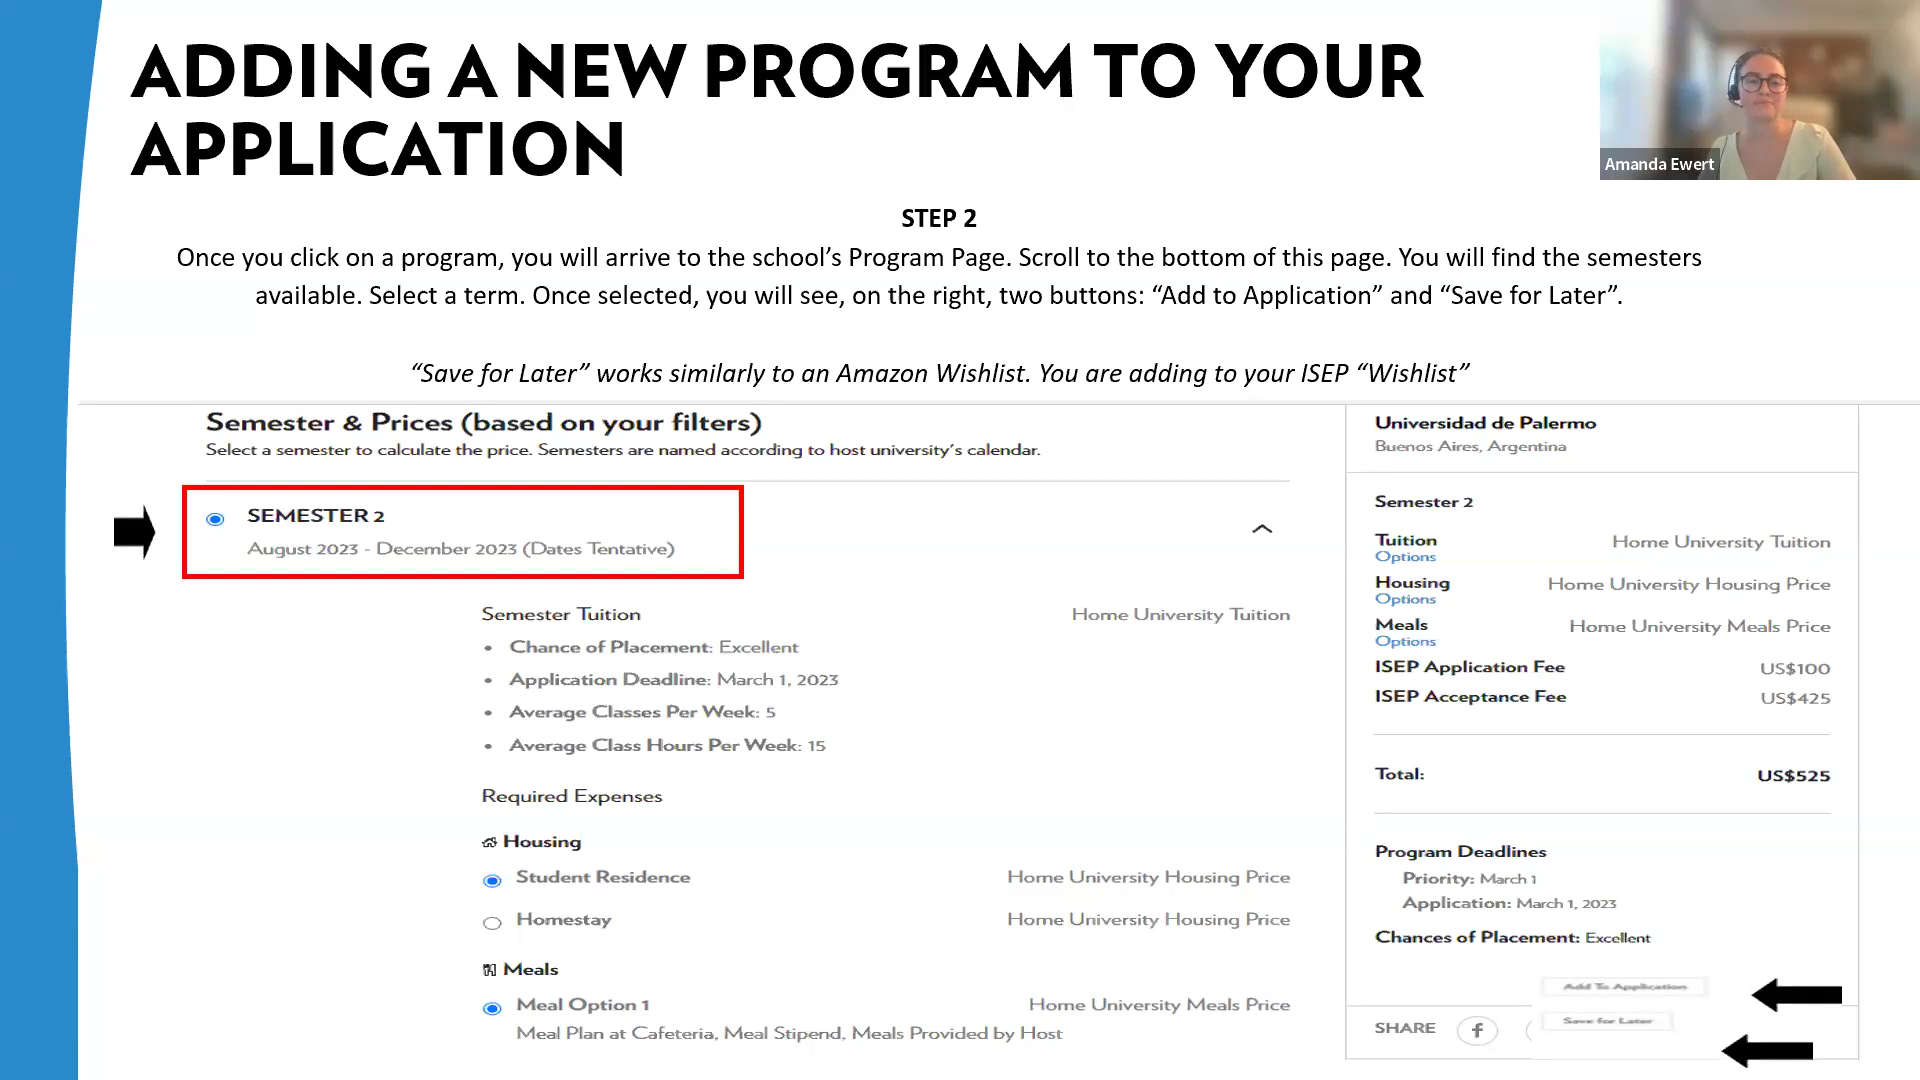 ADDING A NEW PROGRAM TO YOUR
APPLICATION
Amanda Ewert
STEP 2
Once you click on a program, you will arrive to the school’s Program Page. Scroll to the bottom of this page. You will find the semesters
available. Select a term. Once selected, you will see, on the right, two buttons: “Add to Application” and “Save for Later”.
“Save for Later” works similarly to an Amazon Wishlist. You are adding to your ISEP “Wishlist”
Semester & Prices (based on your filters)
Select a semester to calculate the price. Semesters are named according to host university's calendar.
SEMESTER 2
August 2023 - December 2023 (Dates Tentative)
Semester Tuition Home University Tuition
• Chance of Placement: Excellent
• Application Deadline: March 1, 2023
• Average Classes Per Week: 5
• Average Class Hours Per Week: 15
Required Expenses
Housing
Student Residence Home University Housing Price
Homestay Home University Housing Price
Meals
Meal Option 1 Home University Meals Price
Meal Plan at Cafeteria, Meal Stipend, Meals Provided by Host
Universidad de Palermo
Buenos Aires, Argentina
Semester 2
Tuition Home University Tuition
Options
Housing Home University Housing Price
Options
Meals Home University Meals Price
Options
ISEP Application Fee US$100
ISEP Acceptance Fee US$425
Total: US$525
Program Deadlines
Priority: March 1
Application: March 1, 2023
Chances of Placement: Excellent
Add To Application
Save for Later
SHARE f